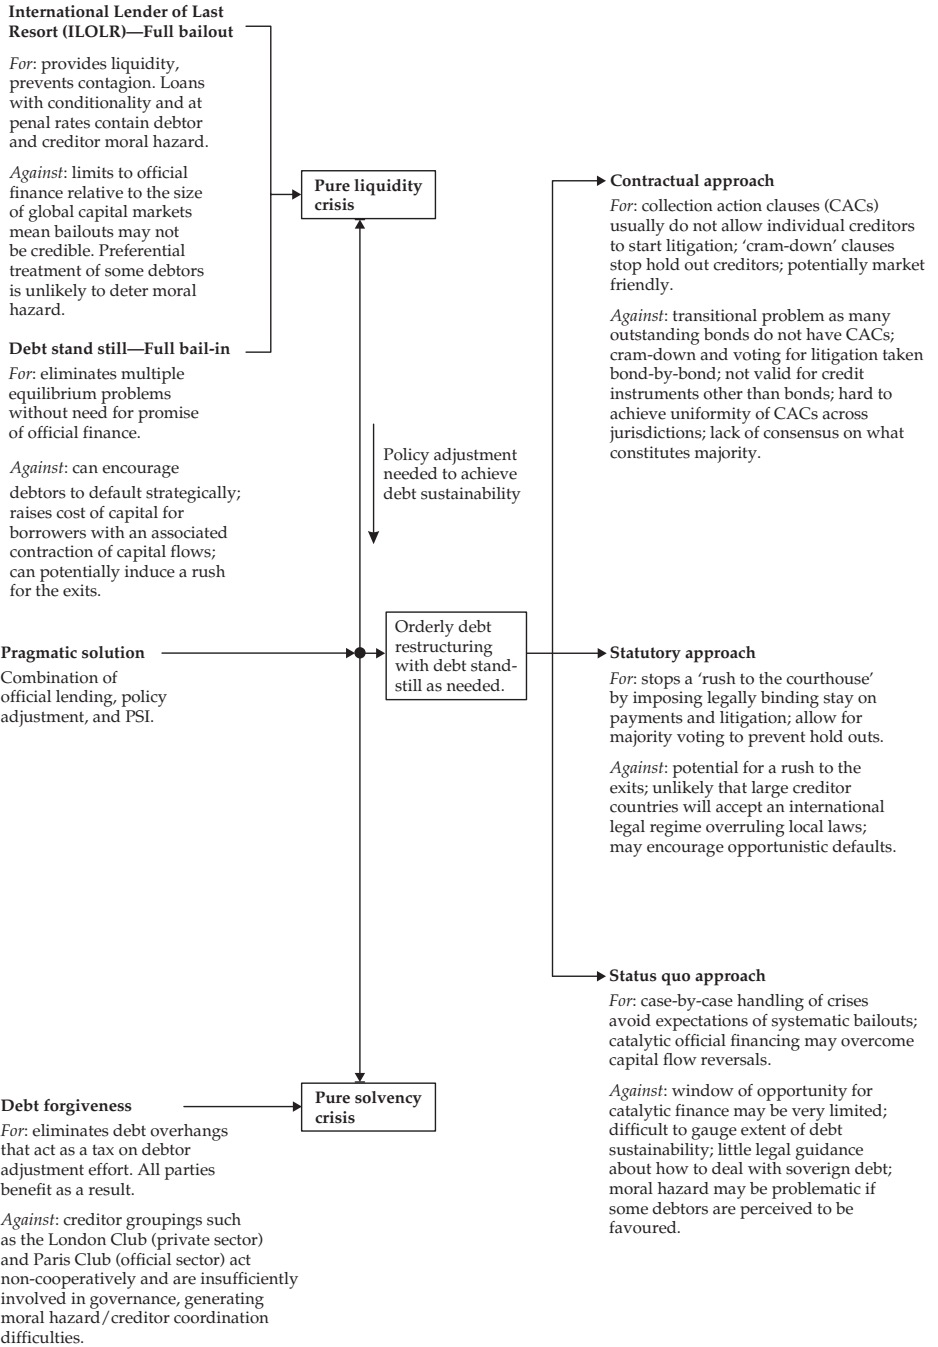 International Lender of Last
Resort (ILOLR)—Full bailout
For: provides liquidity,
prevents contagion. Loans
with conditionality and at
penal rates contain debtor
and creditor moral hazard.
Against: limits to official
finance relative to the size
of global capital markets
mean bailouts may not
be credible. Preferential
treatment of some debtors
is unlikely to deter moral
hazard.
Debt stand still—Full bail-in
For: eliminates multiple
equilibrium problems
without need for promise
of official finance.
Against: can encourage
debtors to default strategically;
raises cost of capital for
borrowers with an associated
contraction of capital flows;
can potentially induce a rush
for the exits.
Pragmatic solution
Combination of
official lending, policy
adjustment, and PSI.
Debt forgiveness
For: eliminates debt overhangs
that act as a tax on debtor
adjustment effort. All parties
benefit as a result.
Against: creditor groupings such
as the London Club (private sector)
and Paris Club (official sector) act
non-cooperatively and are insufficiently
involved in governance, generating
moral hazard/creditor coordination
difficulties.
Pure liquidity
crisis
Policy adjustment
needed to achieve
debt sustainability
Orderly debt
restructuring
with debt stand-
still as needed.
Pure solvency
crisis
Contractual approach
For: collection action clauses (CACs)
usually do not allow individual creditors
to start litigation; ‘cram-down’ clauses
stop hold out creditors; potentially market
friendly.
Against: transitional problem as many
outstanding bonds do not have CACs;
cram-down and voting for litigation taken
bond-by-bond; not valid for credit
instruments other than bonds; hard to
achieve uniformity of CACs across
jurisdictions; lack of consensus on what
constitutes majority.
Statutory approach
For: stops a ‘rush to the courthouse’
by imposing legally binding stay on
payments and litigation; allow for
majority voting to prevent hold outs.
Against: potential for a rush to the
exits; unlikely that large creditor
countries will accept an international
legal regime overruling local laws;
may encourage opportunistic defaults.
Status quo approach
For: case-by-case handling of crises
avoid expectations of systematic bailouts;
catalytic official financing may overcome
capital flow reversals.
Against: window of opportunity for
catalytic finance may be very limited;
difficult to gauge extent of debt
sustainability; little legal guidance
about how to deal with soverign debt;
moral hazard may be problematic if
some debtors are perceived to be
favoured.